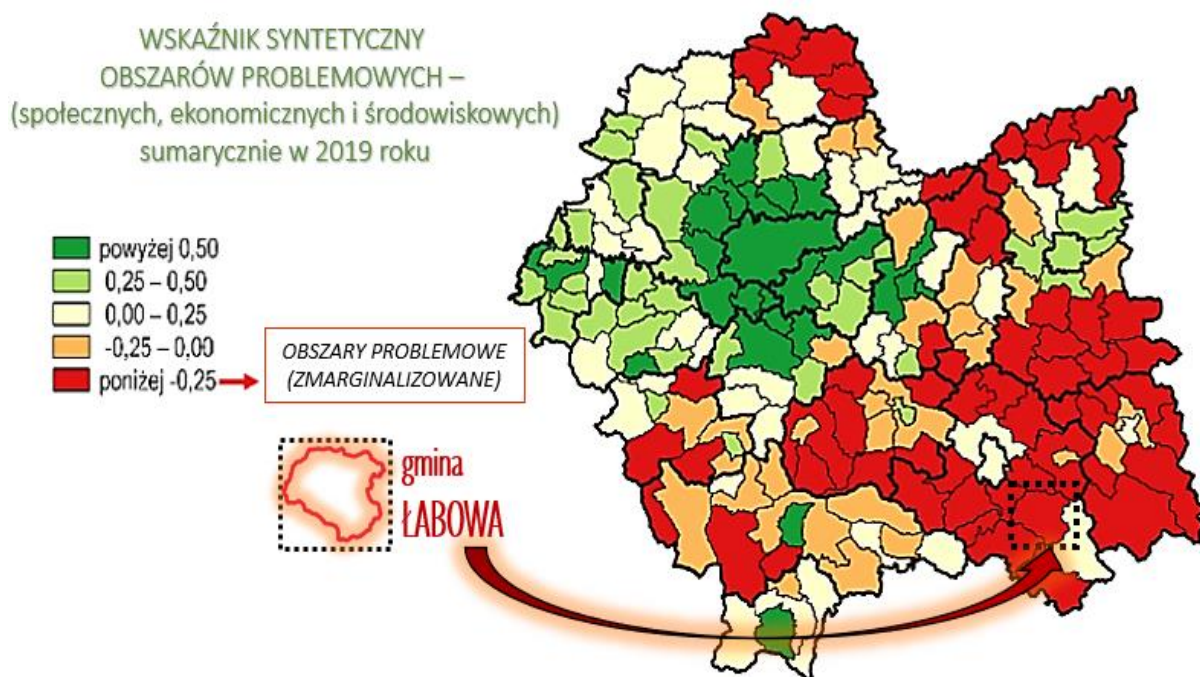 WSKAŹNIK SYNTETYCZNY
OBSZARÓW PROBLEMOWYCH –
(społecznych, ekonomicznych i środowiskowych)
sumarycznie w 2019 roku
powyżej 0,50
0,25 – 0,50
0,00 – 0,25
-0,25 – 0,00
poniżej -0,25
OBSZARY PROBLEMOWE
(ZMARGINALIZOWANE)
gmina
ŁABOWA